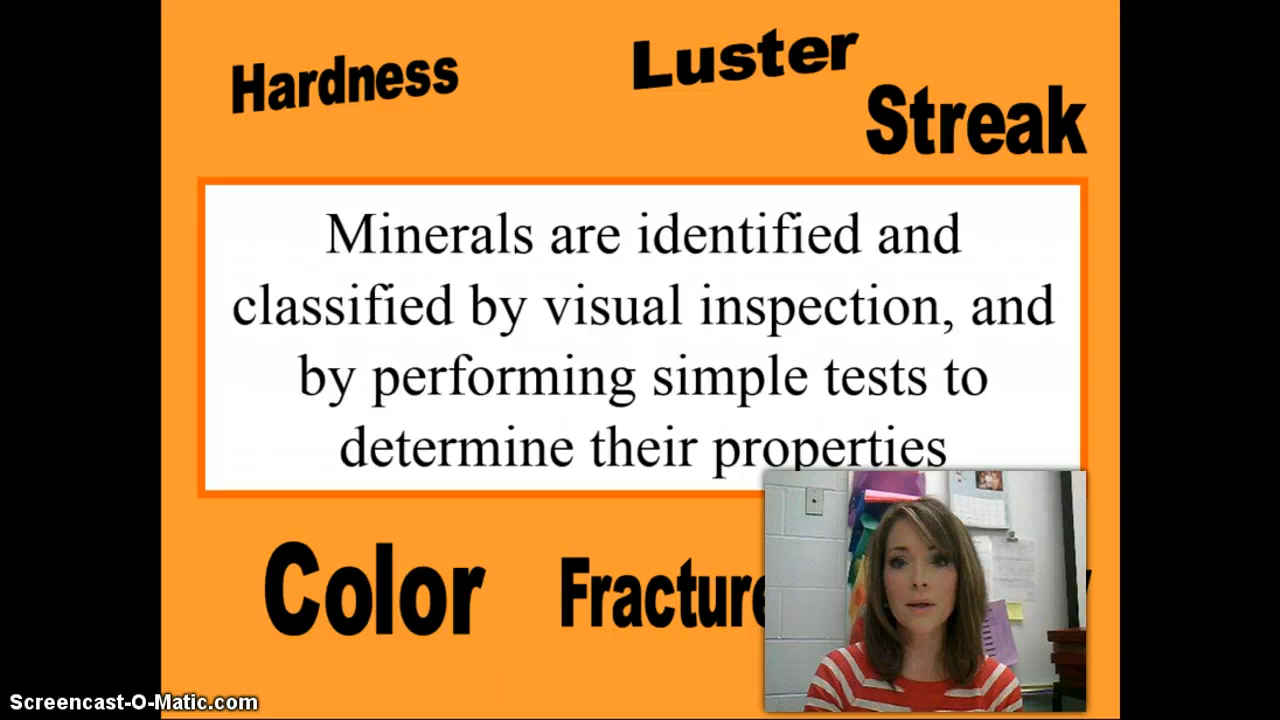 Hardness
Luster
Streak
Minerals are identified and
classified by visual inspection, and
by performing simple tests to
determine their properties
Color
Fracture
Screencast-O-Matic.com